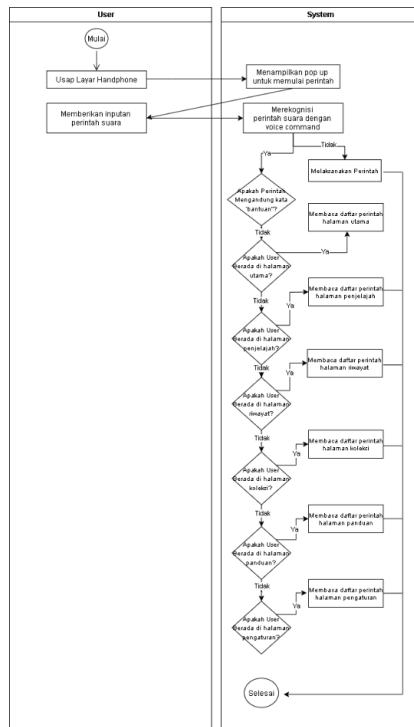 User
System
Mulai
Usap Layar Handphone
Menampilkan pop up
untuk memulai perintah
Memberikan inputan
perintah suara
Merekognisi
perintah suara dengan
voice command
Ya
Tidak
Melaksanakan Perintah
Apakah Perintah
Mengandung kata
"bantuan"?
Tidak
Membaca daftar perintah
halaman utama
Ya
Apakah User
Berada di halaman
utama?
Tidak
Membaca daftar perintah
halaman penjelajah
Ya
Apakah User
Berada di halaman
penjelajah?
Tidak
Membaca daftar perintah
halaman riwayat
Ya
Apakah User
Berada di halaman
riwayat?
Tidak
Membaca daftar perintah
halaman koleksi
Ya
Apakah User
Berada di halaman
koleksi?
Tidak
Membaca daftar perintah
halaman panduan
Ya
Apakah User
Berada di halaman
panduan?
Tidak
Membaca daftar perintah
halaman pengaturan
Ya
Apakah User
Berada di halaman
pengaturan?
Selesai